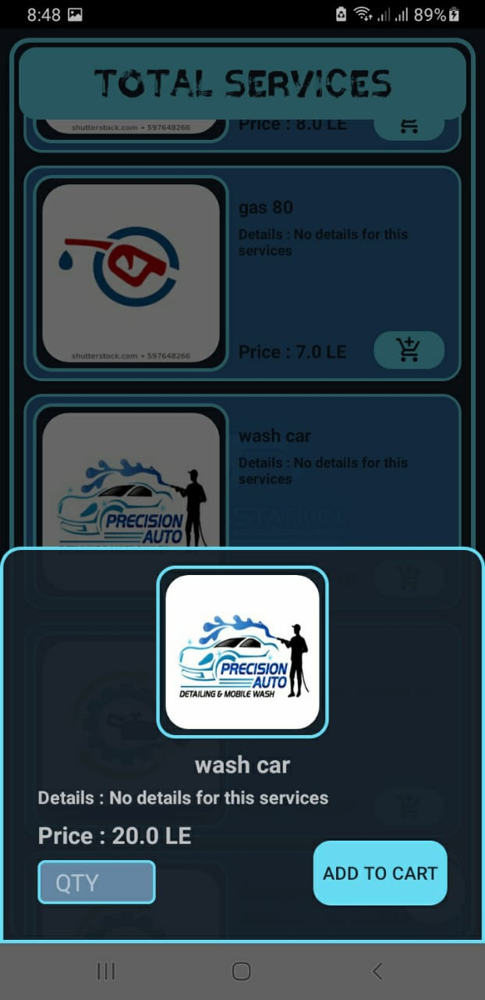 8:48
89%
TOTAL SERVICES
shutterstock.com • 597648266
Price : 8.0 LE
gas 80
Details : No details for this
services
shutterstock.com • 597648266
Price : 7.0 LE
wash car
Details : No details for this
services
STATION
PRECISION
AUTO
PRECISION
AUTO
DETAILING & MOBILE WASH
wash car
Details : No details for this services
Price : 20.0 LE
QTY
ADD TO CART